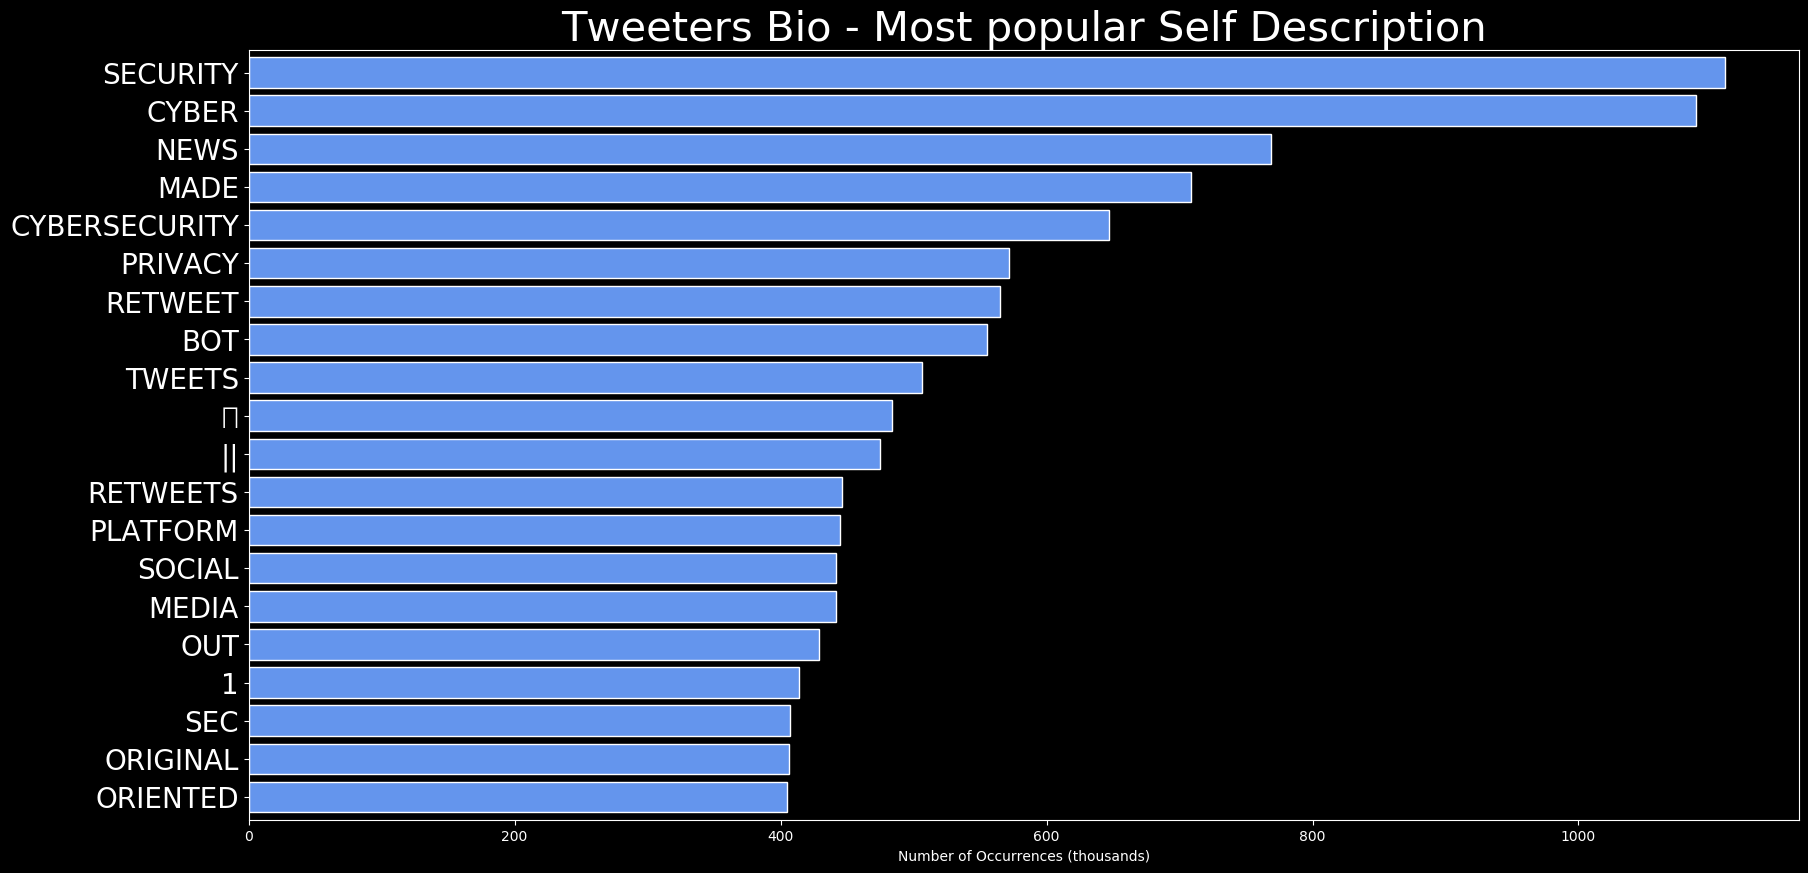 Tweeters Bio - Most popular Self Description
SECURITY
CYBER
NEWS
MADE
CYBERSECURITY
PRIVACY
RETWEET
BOT
TWEETS
||
RETWEETS
PLATFORM
SOCIAL
MEDIA
OUT
1
SEC
ORIGINAL
ORIENTED
0 200 400 600 800 1000
Number of Occurrences (thousands)